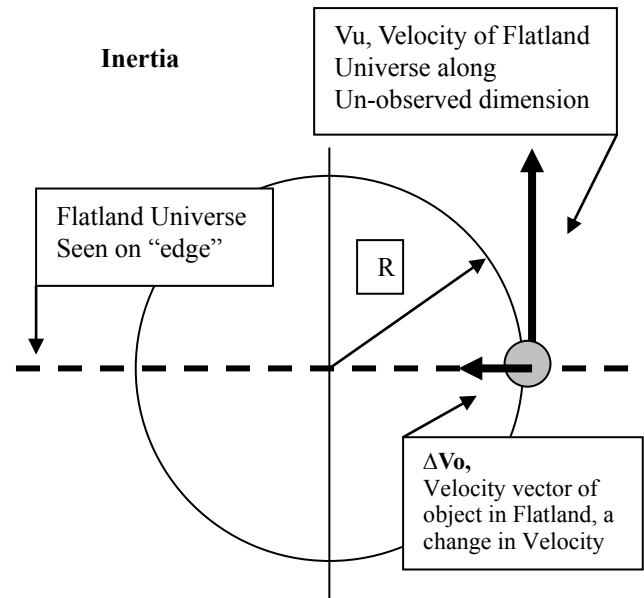 Inertia
Vu, Velocity of Flatland
Universe along
Un-observed dimension
Flatland Universe
Seen on “edge”
R
ΔVo,
Velocity vector of
object in Flatland, a
change in Velocity